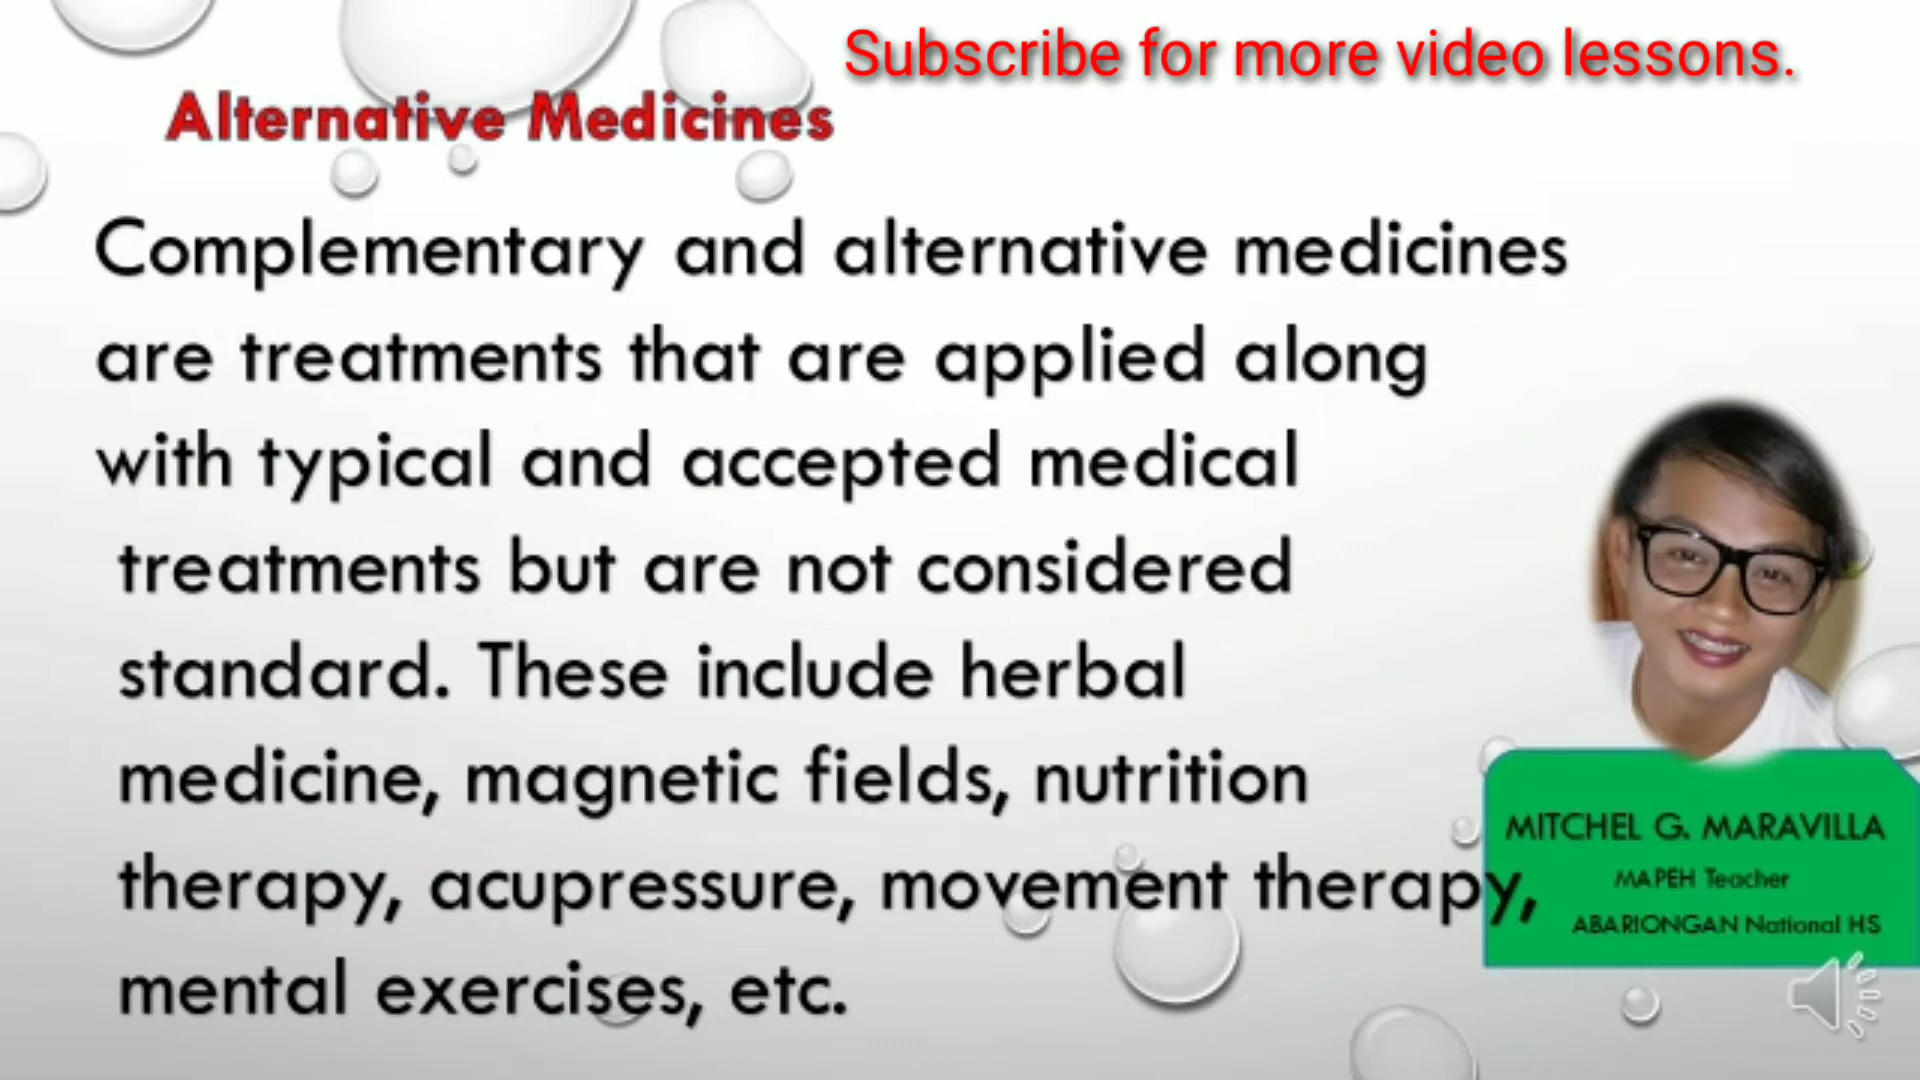 Subscribe for more video lessons.
Alternative Medicines
Complementary and alternative medicines
are treatments that are applied along
with typical and accepted medical
treatments but are not considered
standard. These include herbal
medicine, magnetic fields, nutrition
therapy, acupressure, movement therapy,
mental exercises, etc.
MITCHEL G. MARAVILLA
MAPEH Teacher
ABARIONGAN National HS